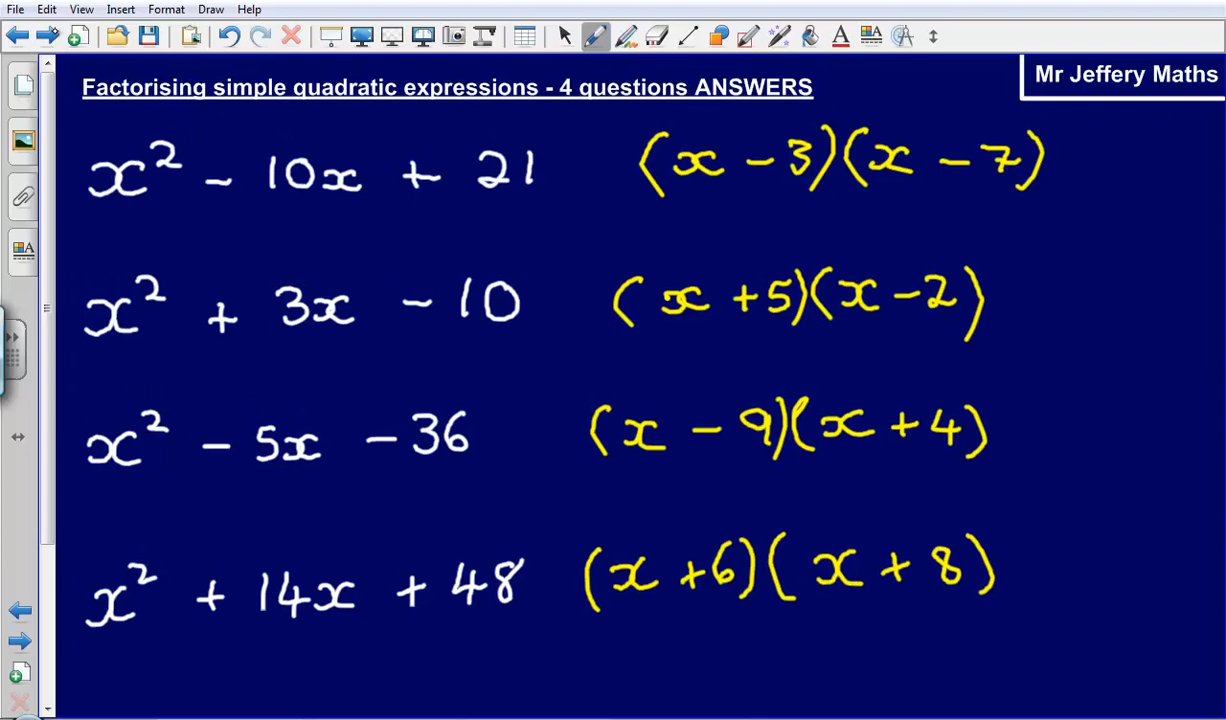 File Edit View Insert Format Draw Help
Factorising simple quadratic expressions - 4 questions ANSWERS
Mr Jeffery Maths
x² - 10x + 21 (x - 3)(x - 7)
x² + 3x - 10 (x + 5)(x - 2)
x² - 5x - 36 (x - 9)(x + 4)
x² + 14x + 48 (x + 6)(x + 8)